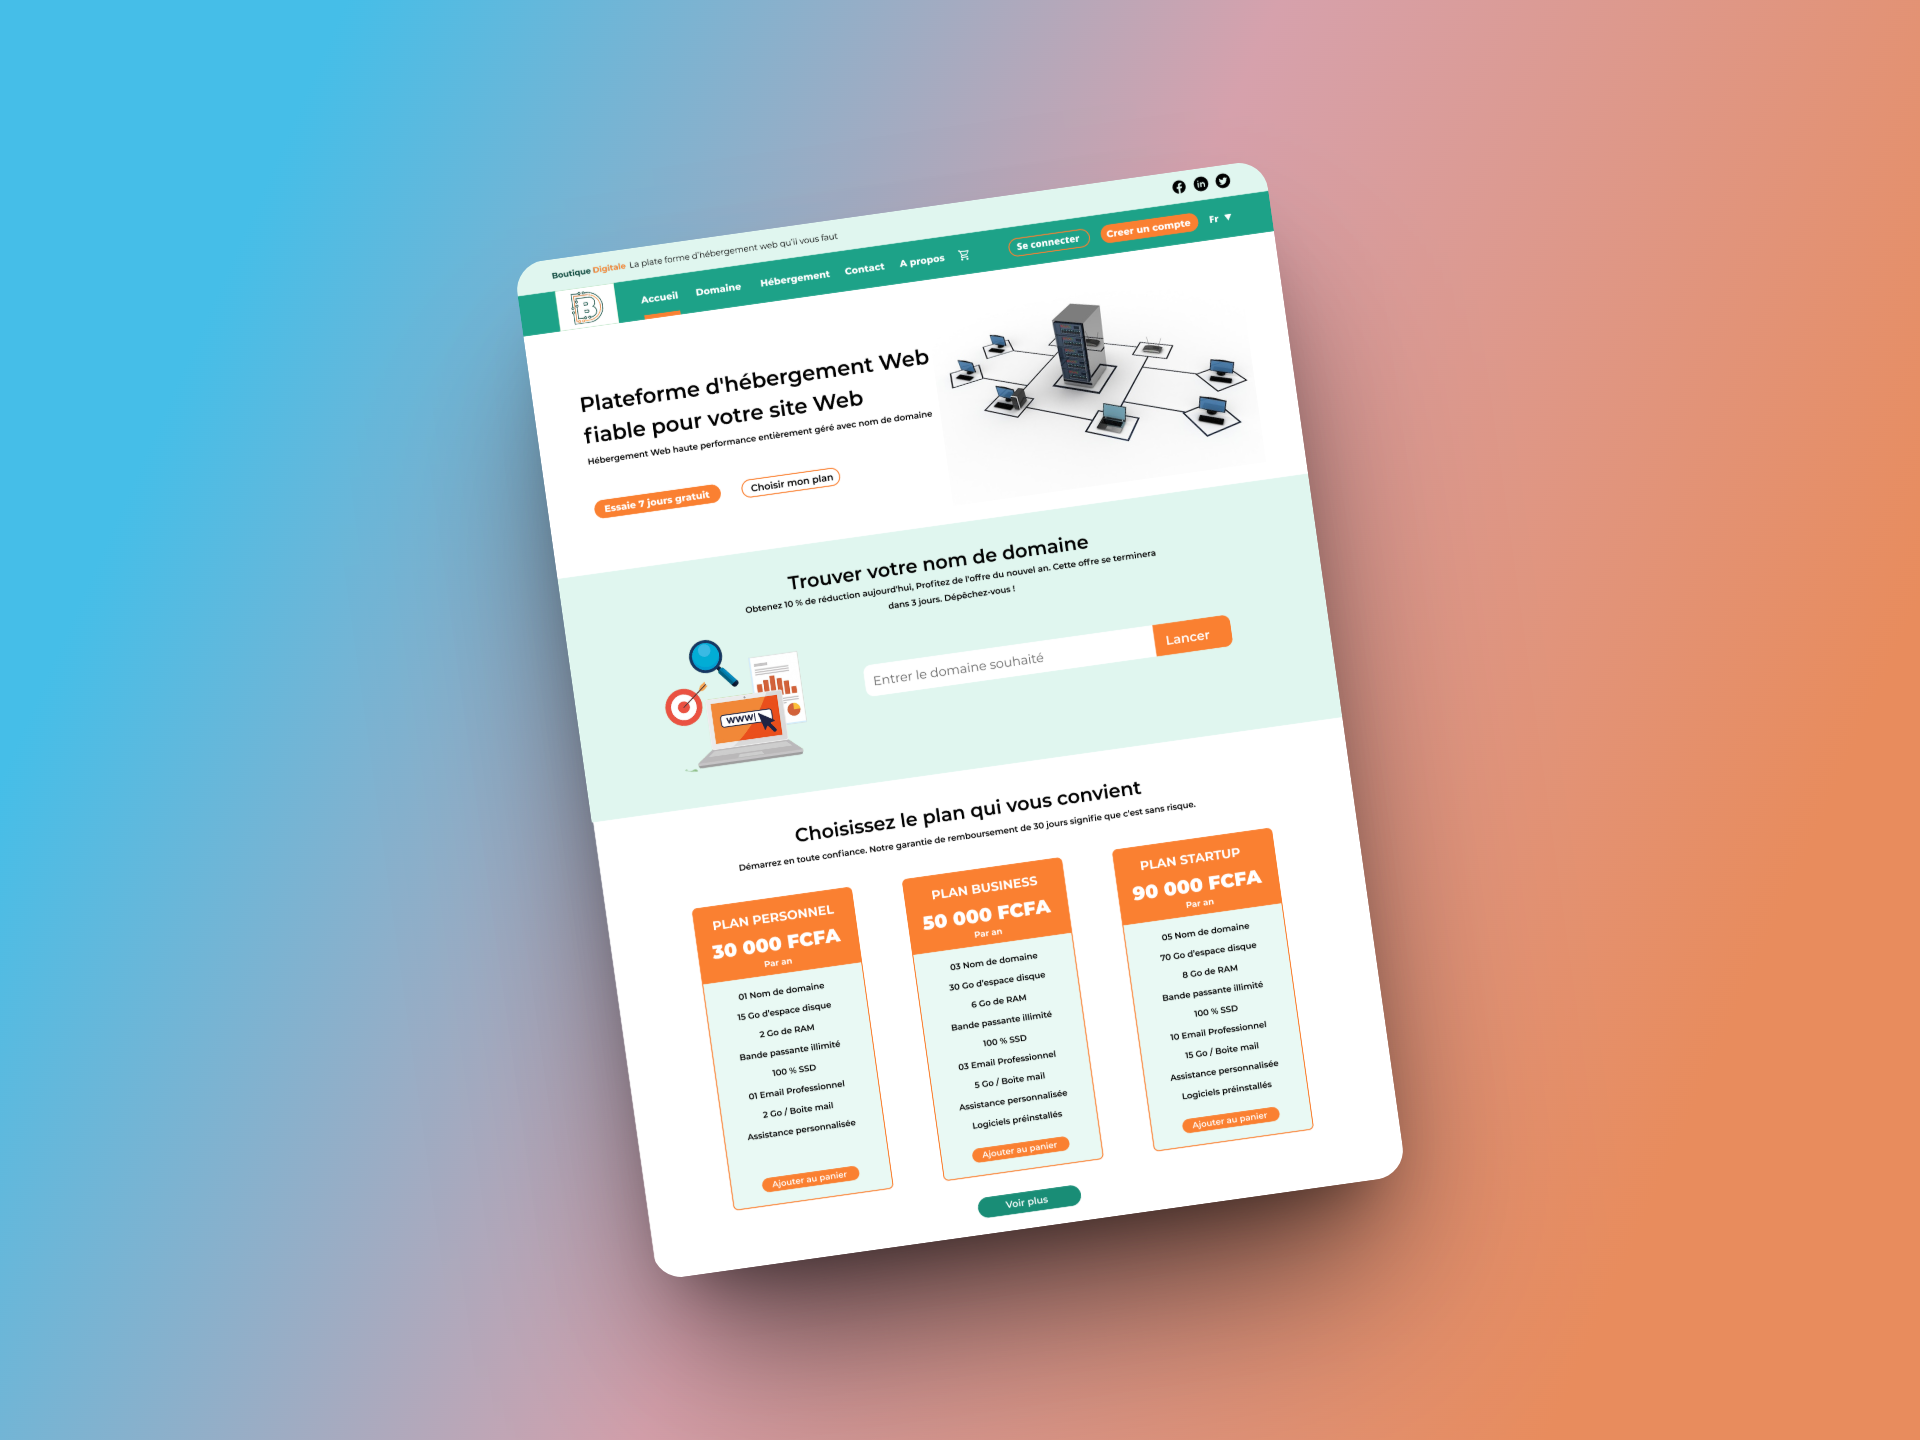 Boutique Digitale La plate forme d'hébergement web qu'il vous faut
B
Accueil Domaine Hébergement Contact A propos Se connecter Creer un compte Fr ▼
Plateforme d'hébergement Web
fiable pour votre site Web
Hébergement Web haute performance entièrement géré avec nom de domaine
Essaie 7 jours gratuit Choisir mon plan
Trouver votre nom de domaine
Obtenez 10 % de réduction aujourd'hui, Profitez de l'offre du nouvel an. Cette offre se terminera
dans 3 jours. Dépêchez-vous !
WWW|
Entrer le domaine souhaité Lancer
Choisissez le plan qui vous convient
Démarrez en toute confiance. Notre garantie de remboursement de 30 jours signifie que c'est sans risque.
PLAN PERSONNEL
30 000 FCFA
Par an
01 Nom de domaine
15 Go d'espace disque
2 Go de RAM
Bande passante illimité
100 % SSD
01 Email Professionnel
2 Go / Boite mail
Assistance personnalisée
Ajouter au panier
PLAN BUSINESS
50 000 FCFA
Par an
03 Nom de domaine
30 Go d'espace disque
6 Go de RAM
Bande passante illimité
100 % SSD
03 Email Professionnel
5 Go / Boite mail
Assistance personnalisée
Logiciels préinstallés
Ajouter au panier
PLAN STARTUP
90 000 FCFA
Par an
05 Nom de domaine
70 Go d'espace disque
8 Go de RAM
Bande passante illimité
100 % SSD
10 Email Professionnel
15 Go / Boite mail
Assistance personnalisée
Logiciels préinstallés
Ajouter au panier
Voir plus